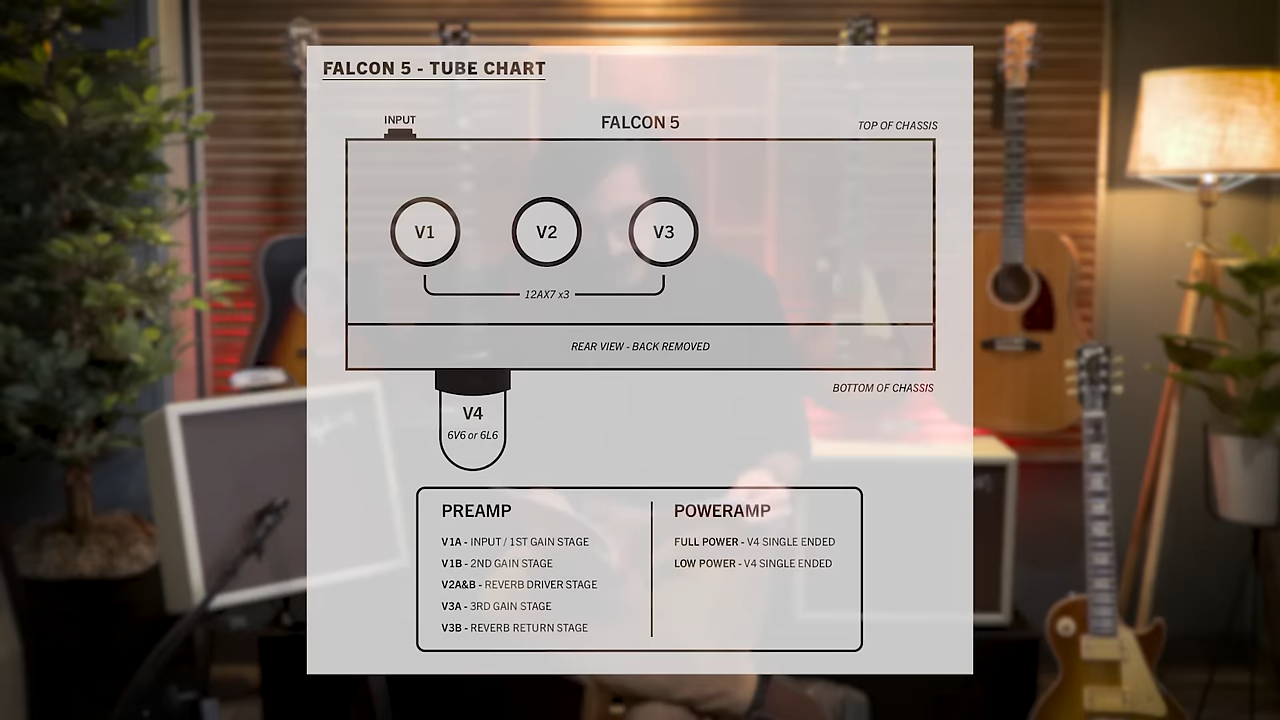 FALCON 5 - TUBE CHART
INPUT
FALCON 5
TOP OF CHASSIS
V1
V2
V3
12AX7 x3
REAR VIEW - BACK REMOVED
BOTTOM OF CHASSIS
V4
6V6 or 6L6
PREAMP
V1A - INPUT / 1ST GAIN STAGE
V1B - 2ND GAIN STAGE
V2A&B - REVERB DRIVER STAGE
V3A - 3RD GAIN STAGE
V3B - REVERB RETURN STAGE
POWERAMP
FULL POWER - V4 SINGLE ENDED
LOW POWER - V4 SINGLE ENDED